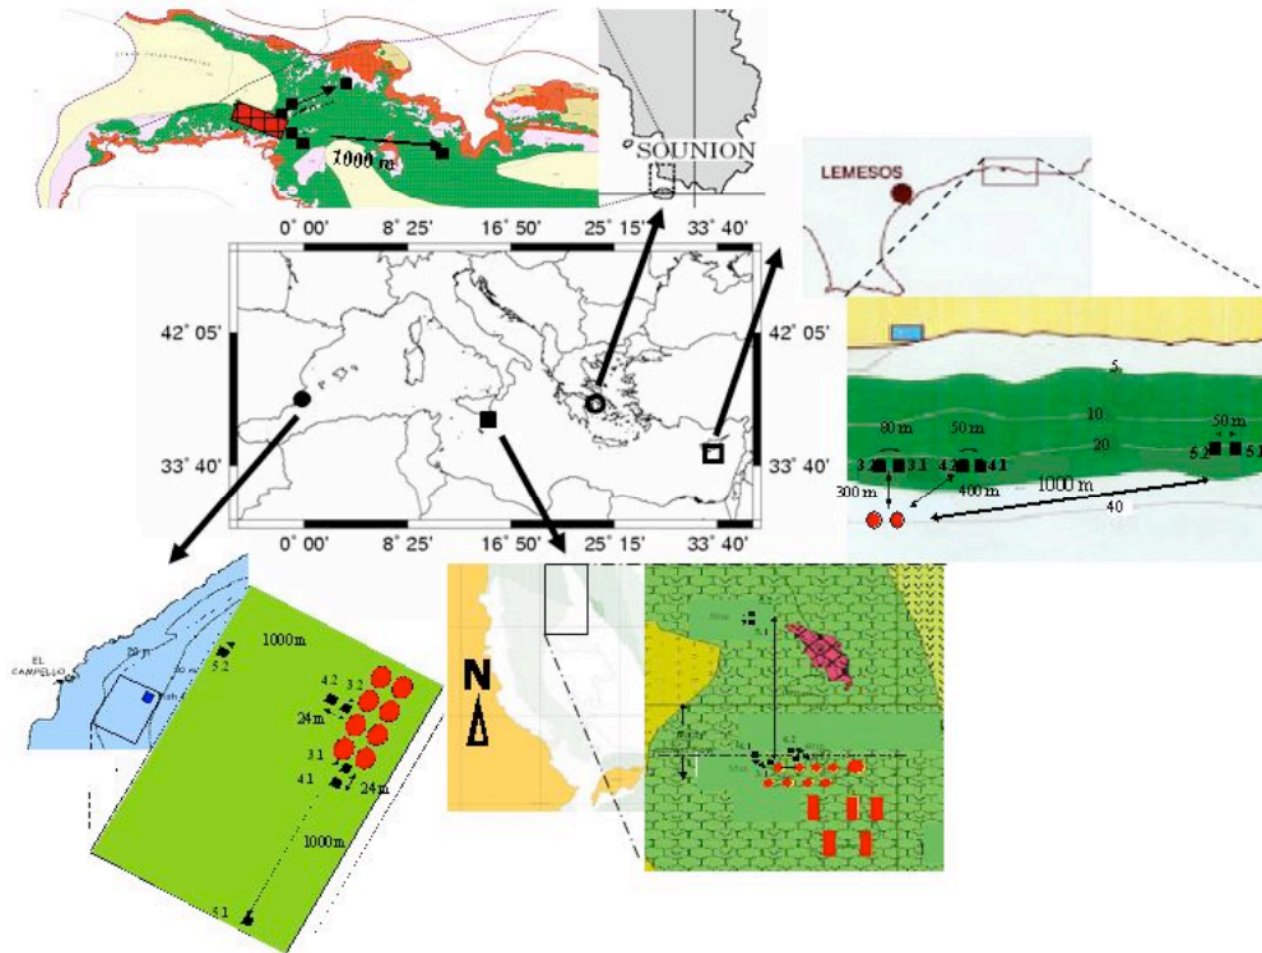 1000 m
SOUNION
LEMESOS
0° 00' 8° 25' 16° 50' 25° 15' 33° 40'
42° 05' 42° 05'
33° 40' 33° 40'
0° 00' 8° 25' 16° 50' 25° 15' 33° 40'
5
10
80 m 50 m 20 50 m
3.2 3.1 4.2 4.1 5.2 5.1
300 m 400 m 1000 m
40
EL
CAMPELLO
20 m
1000m
5.2
4.2 3.2
24m
3.1
4.1 24m
1000m
5.1
N
5.1